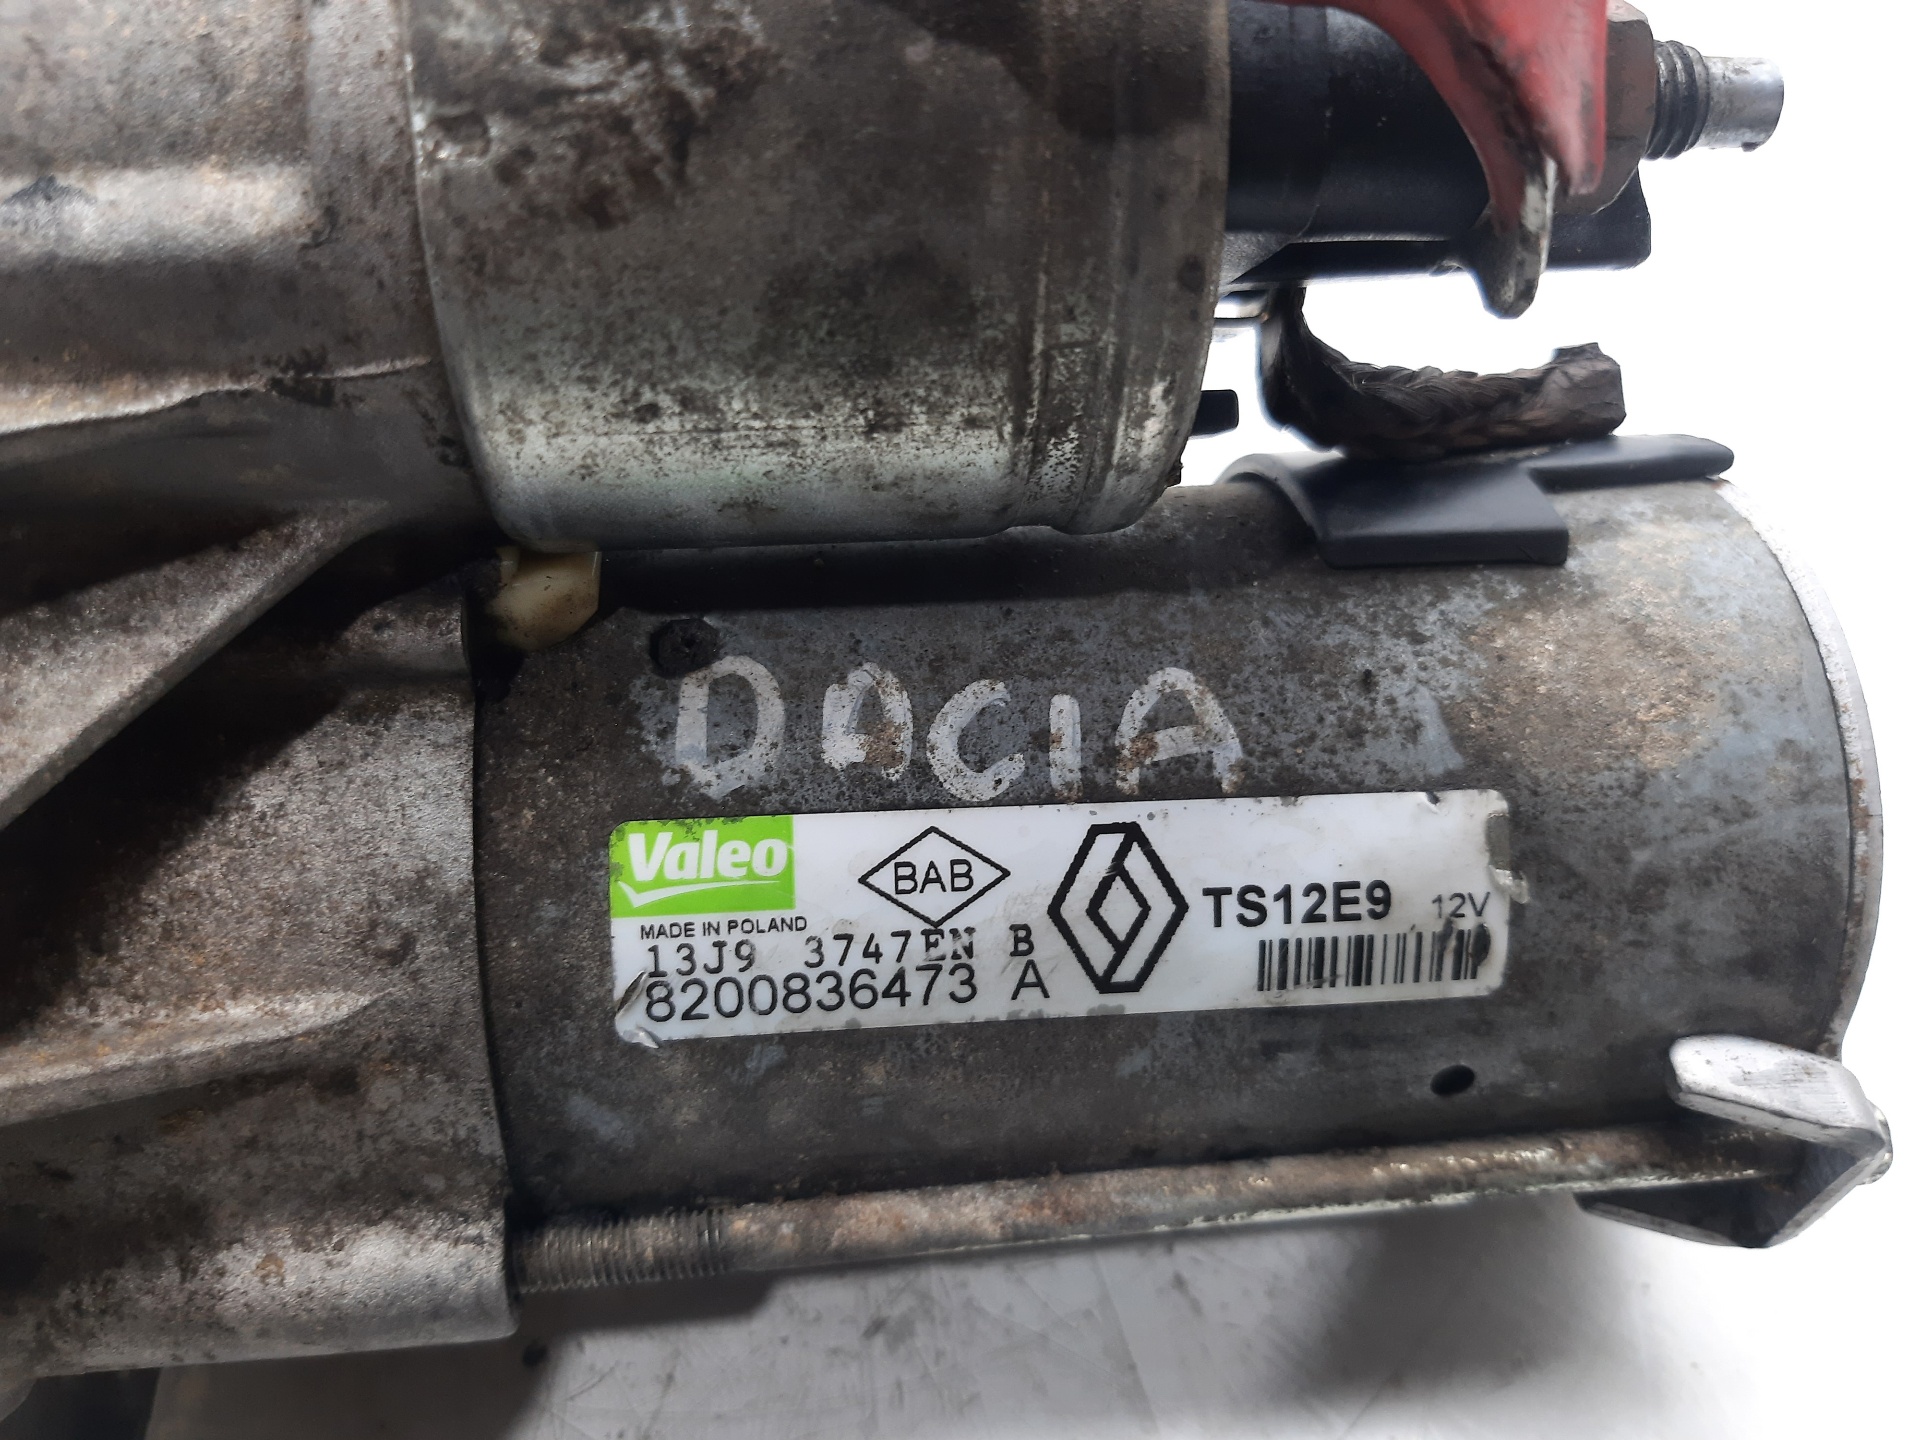 DACIA
Valeo
BAB
TS12E9 12V
MADE IN POLAND
13J9 3747EN B
8200836473 A